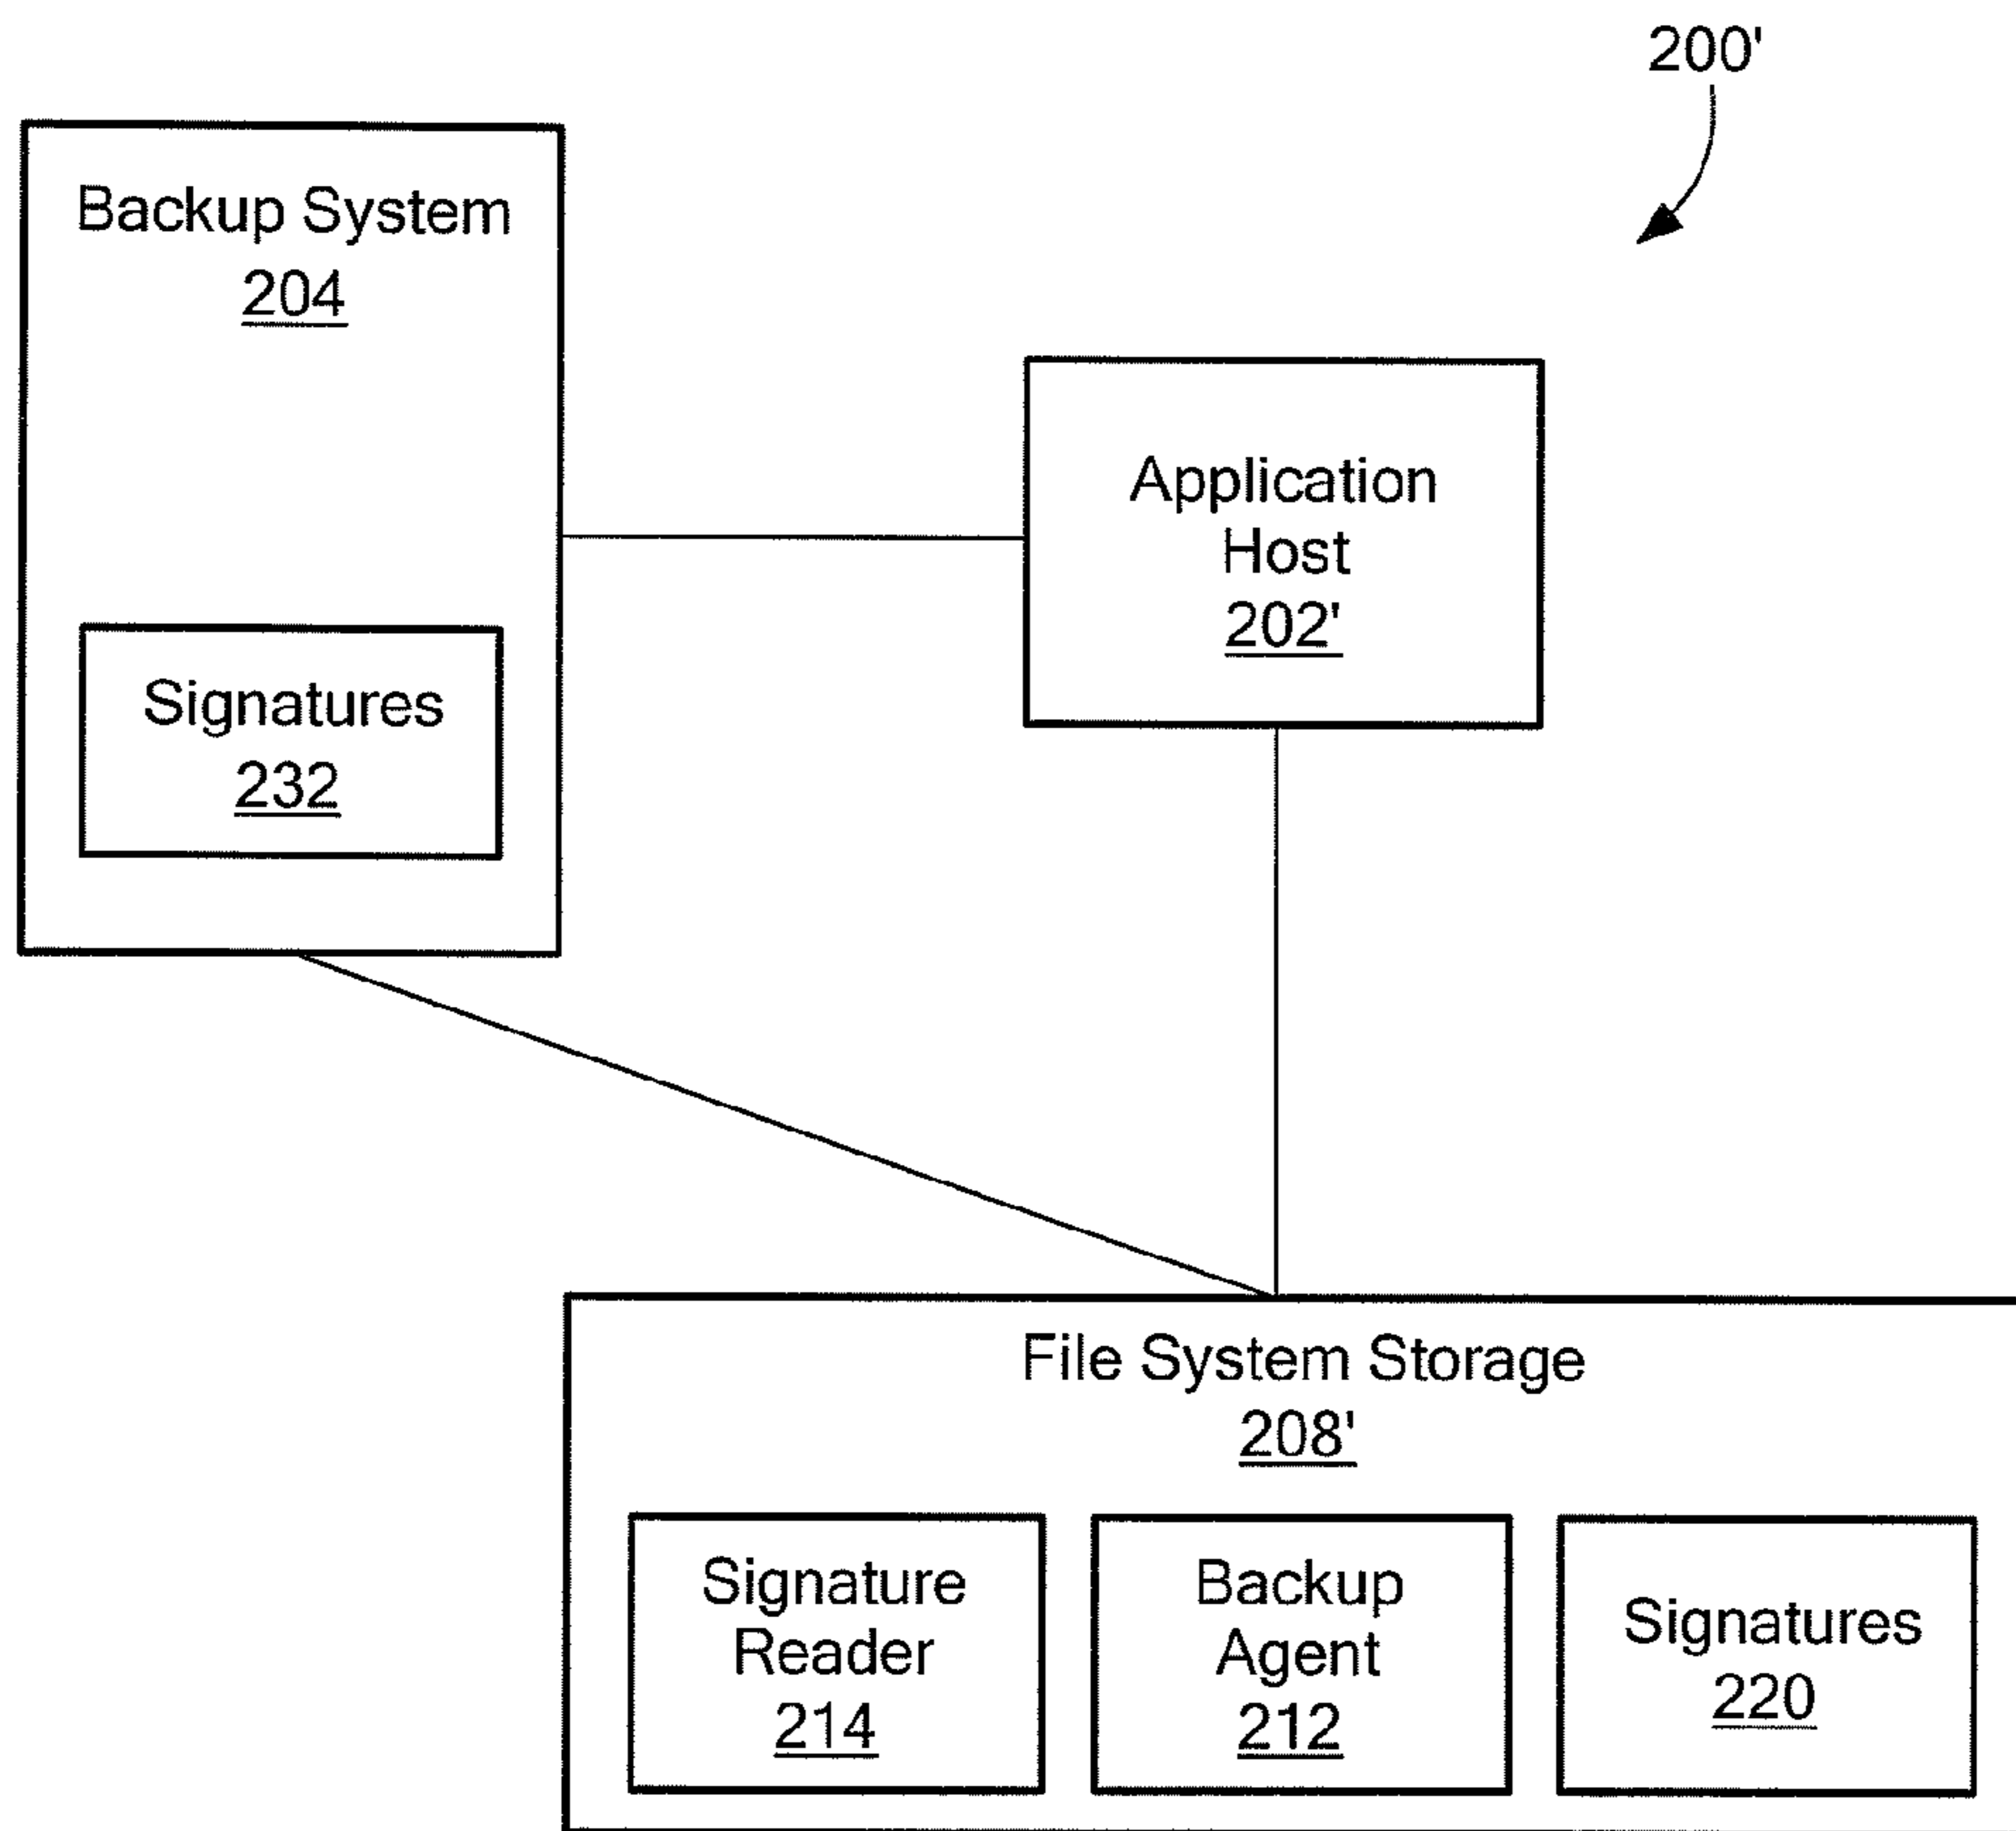 200'
Backup System
204
Application
Host
202'
Signatures
232
File System Storage
208'
Signature
Reader
214
Backup
Agent
212
Signatures
220